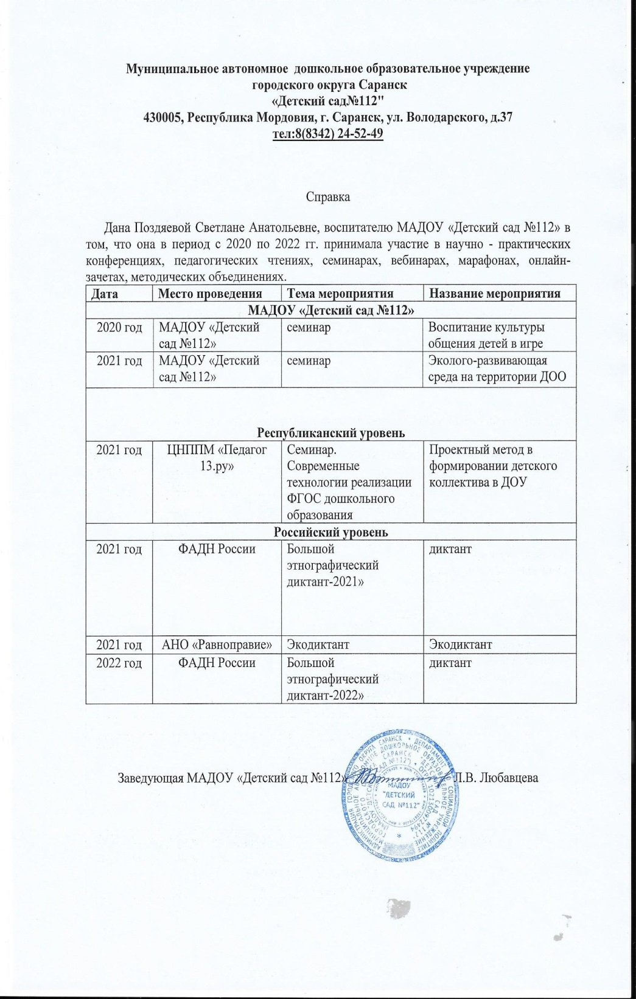 Муниципальное автономное дошкольное образовательное учреждение
городского округа Саранск
«Детский сад№112"
430005, Республика Мордовия, г. Саранск, ул. Володарского, д.37
тел:8(8342) 24-52-49
Справка
Дана Поздяевой Светлане Анатольевне, воспитателю МАДОУ «Детский сад №112» в
том, что она в период с 2020 по 2022 гг. принимала участие в научно - практических
конференциях, педагогических чтениях, семинарах, вебинарах, марафонах, онлайн-
зачетах, методических объединениях.
Дата Место проведения Тема мероприятия Название мероприятия
МАДОУ «Детский сад №112»
2020 год МАДОУ «Детский семинар Воспитание культуры
сад №112» общения детей в игре
2021 год МАДОУ «Детский семинар Эколого-развивающая
сад №112» среда на территории ДОО
Республиканский уровень
2021 год ЦНППМ «Педагог Семинар. Проектный метод в
13.ру» Современные формировании детского
технологии реализации коллектива в ДОУ
ФГОС дошкольного
образования
Российский уровень
2021 год ФАДН России Большой диктант
этнографический
диктант-2021»
2021 год АНО «Равноправие» Экодиктант Экодиктант
2022 год ФАДН России Большой диктант
этнографический
диктант-2022»
Заведующая МАДОУ «Детский сад №112» Л.В. Любавцева
МАДОУ
"ДЕТСКИЙ
САД №112"